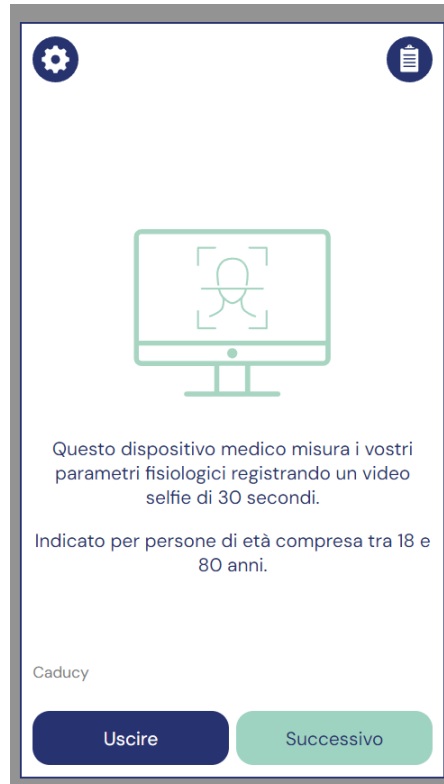 Questo dispositivo medico misura i vostri
parametri fisiologici registrando un video
selfie di 30 secondi.
Indicato per persone di età compresa tra 18 e
80 anni.
Caducy
Uscire
Successivo